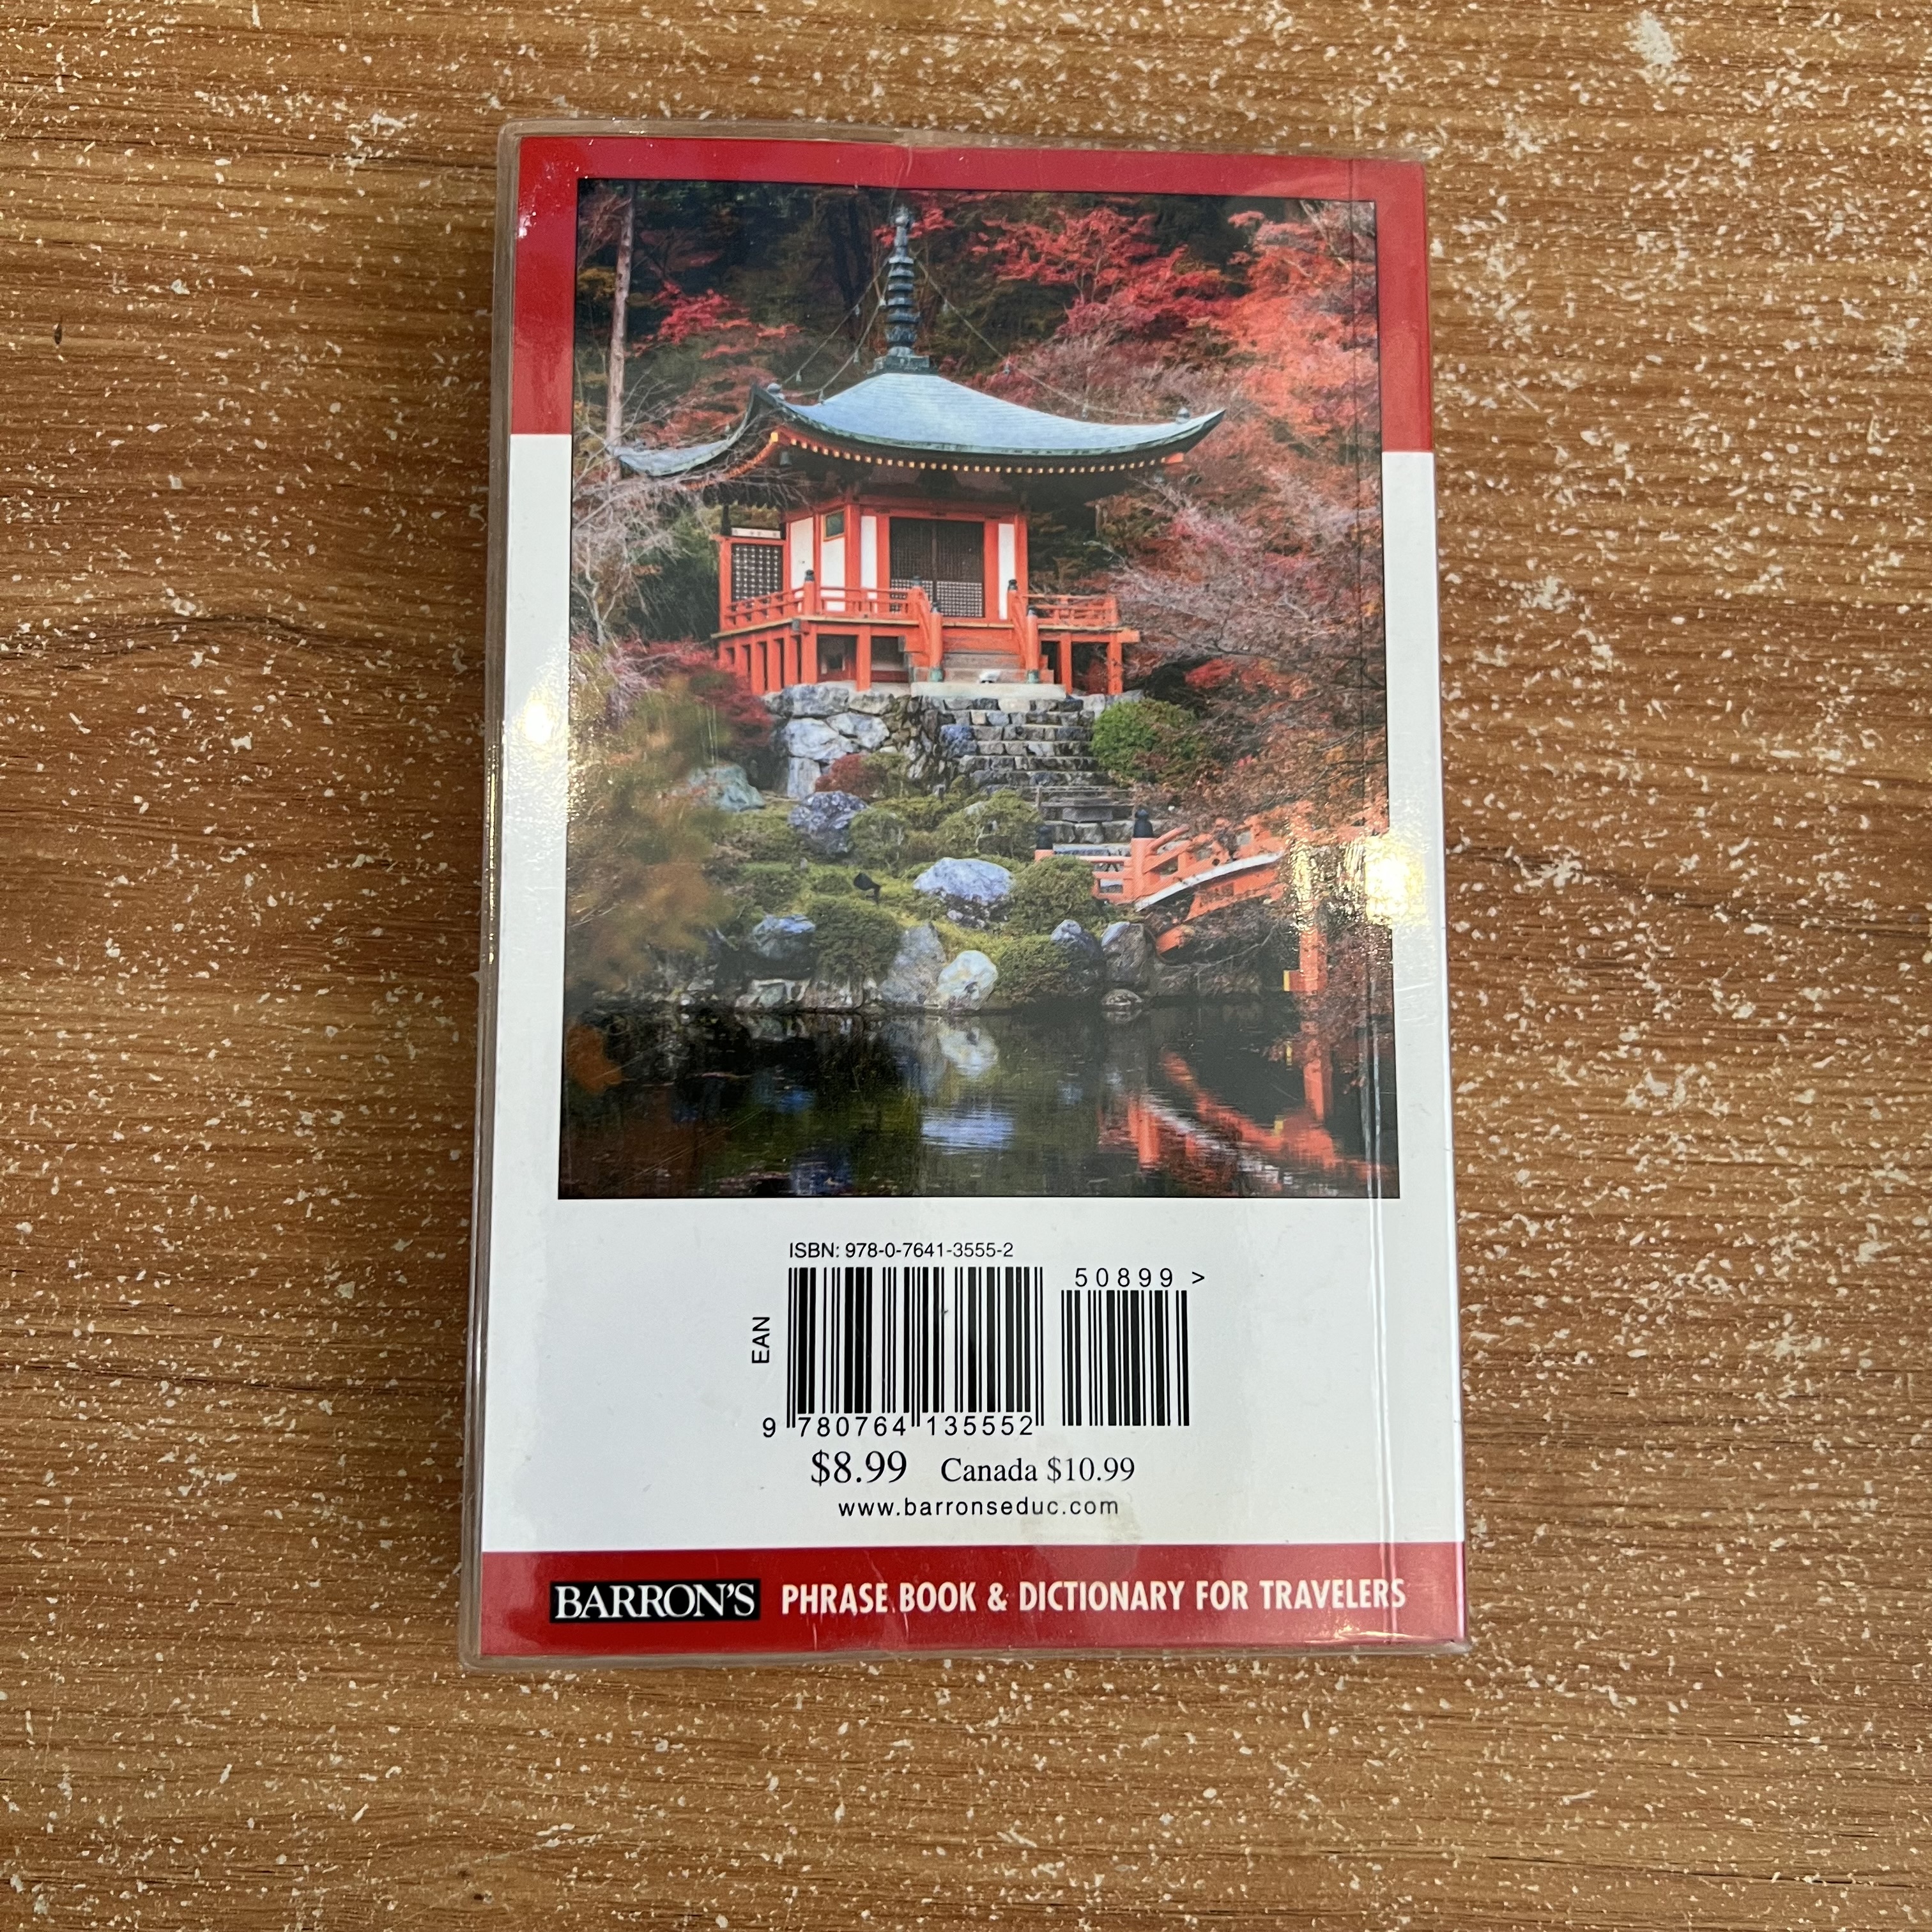 ISBN: 978-0-7641-3555-2
50899 >
EAN
9 780764 135552
$8.99 Canada $10.99
www.barronseduc.com
BARRON'S PHRASE BOOK & DICTIONARY FOR TRAVELERS